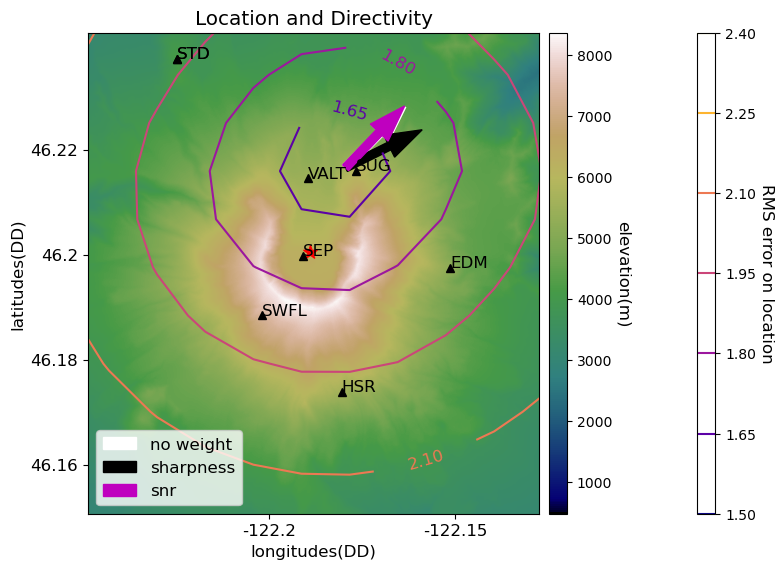 Location and Directivity
STD
1.80
1.65
SUG
VALT
SEP
EDM
SWFL
HSR
2.10
no weight
sharpness
snr
46.22
46.2
46.18
46.16
latitudes(DD)
-122.2
-122.15
longitudes(DD)
8000
7000
6000
5000
4000
3000
2000
1000
elevation(m)
2.40
2.25
2.10
1.95
1.80
1.65
1.50
RMS error on location